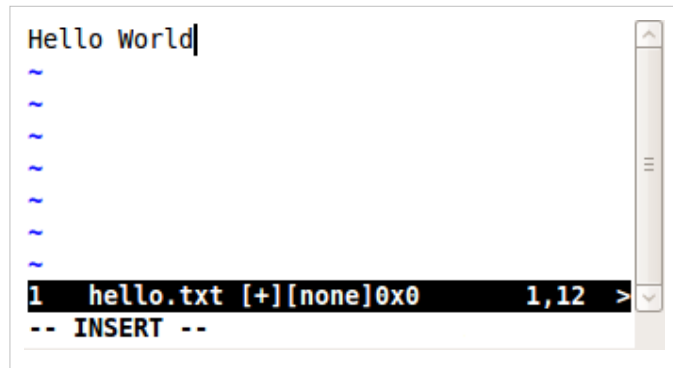 Hello World
~
~
~
~
~
~
~
1   hello.txt [+][none]0x0       1,12  >
-- INSERT --